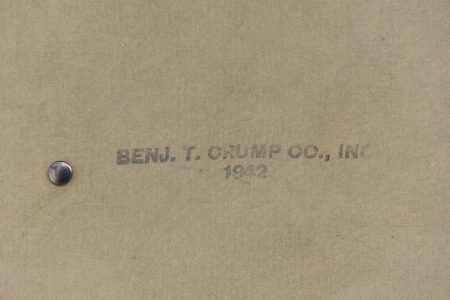 BENJ. T. CRUMP CO., INC
1942